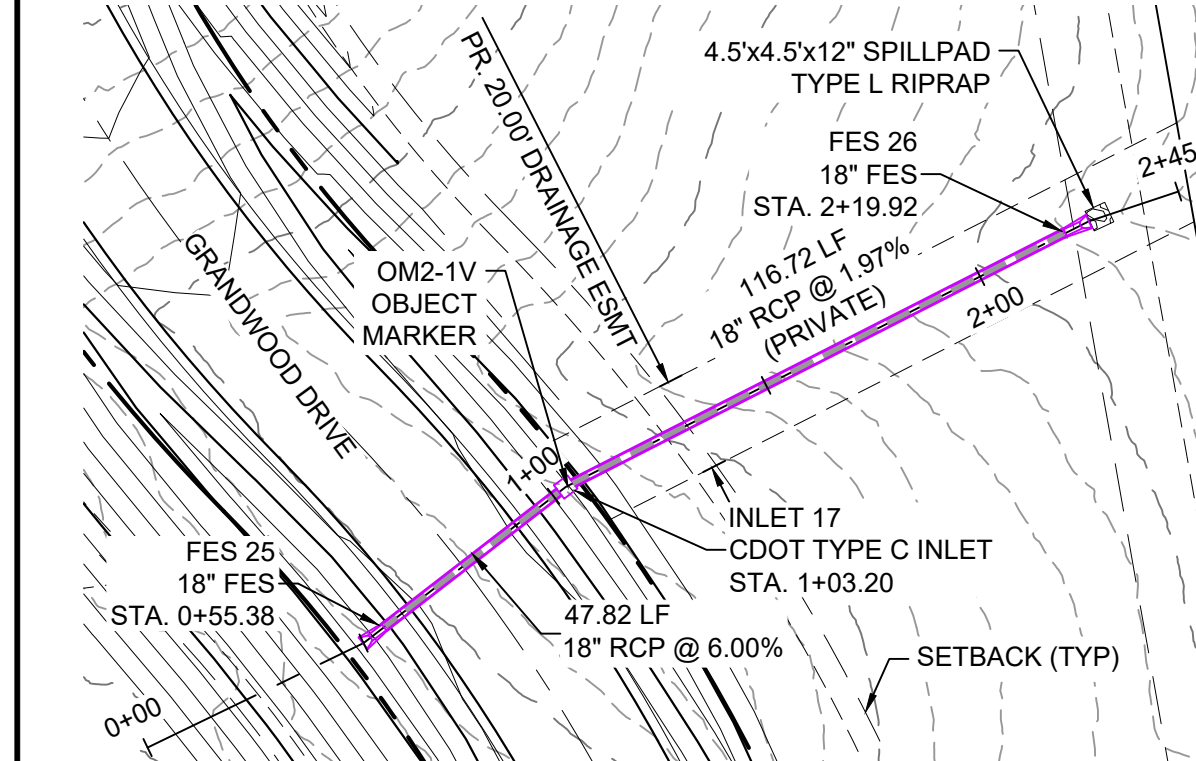 4.5'x4.5'x12" SPILLPAD
TYPE L RIPRAP
PR. 20.00' DRAINAGE ESMT
FES 26
18" FES
STA. 2+19.92
2+45
116.72 LF
18" RCP @ 1.97%
(PRIVATE)
2+00
GRANDWOOD DRIVE
OM2-1V
OBJECT
MARKER
1+00
INLET 17
CDOT TYPE C INLET
STA. 1+03.20
FES 25
18" FES
STA. 0+55.38
47.82 LF
18" RCP @ 6.00%
SETBACK (TYP)
0+00